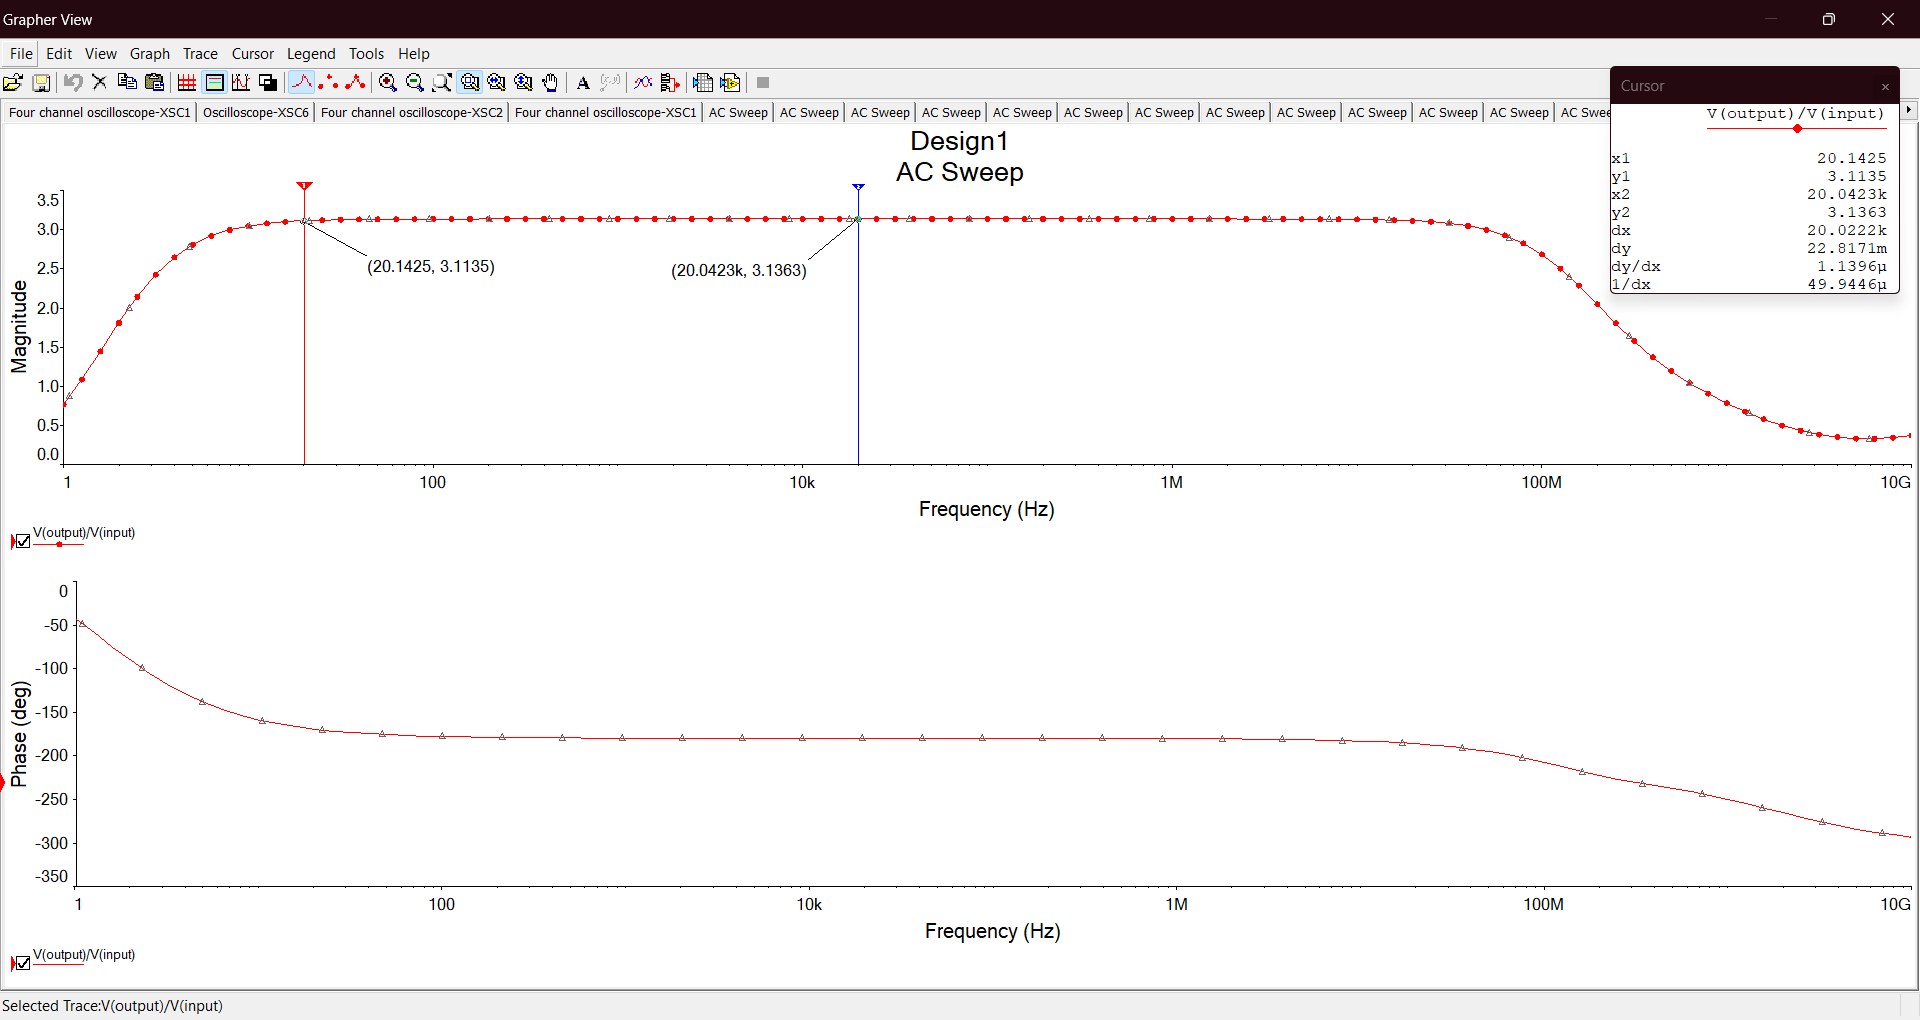 Grapher View
File Edit View Graph Trace Cursor Legend Tools Help
Four channel oscilloscope-XSC1 Oscilloscope-XSC6 Four channel oscilloscope-XSC2 Four channel oscilloscope-XSC1 AC Sweep AC Sweep AC Sweep AC Sweep AC Sweep AC Sweep AC Sweep AC Sweep AC Sweep AC Sweep AC Sweep AC Sweep AC Swee
Cursor
V(output)/V(input)
x1 20.1425
y1 3.1135
x2 20.0423k
y2 3.1363
dx 20.0222k
dy 22.8171m
dy/dx 1.1396µ
1/dx 49.9446µ
Design1
AC Sweep
1
2
3.5
3.0
2.5
2.0
1.5
1.0
0.5
0.0
Magnitude
(20.1425, 3.1135)
(20.0423k, 3.1363)
1 100 10k 1M 100M 10G
Frequency (Hz)
V(output)/V(input)
0
-50
-100
-150
-200
-250
-300
-350
Phase (deg)
1 100 10k 1M 100M 10G
Frequency (Hz)
V(output)/V(input)
Selected Trace:V(output)/V(input)